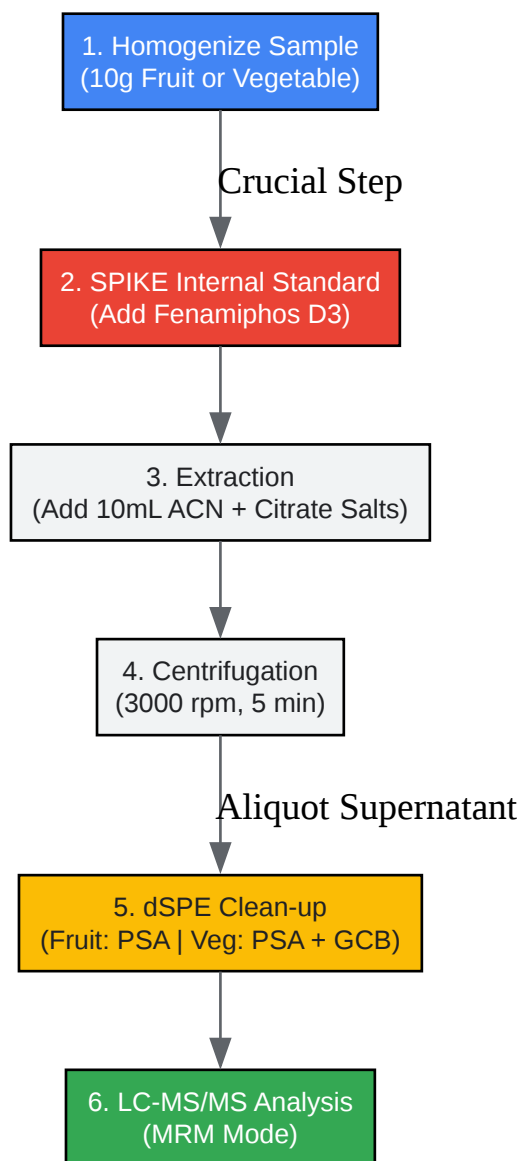 1. Homogenize Sample
(10g Fruit or Vegetable)
Crucial Step
2. SPIKE Internal Standard
(Add Fenamiphos D3)
3. Extraction
(Add 10mL ACN + Citrate Salts)
4. Centrifugation
(3000 rpm, 5 min)
Aliquot Supernatant
5. dSPE Clean-up
(Fruit: PSA | Veg: PSA + GCB)
6. LC-MS/MS Analysis
(MRM Mode)